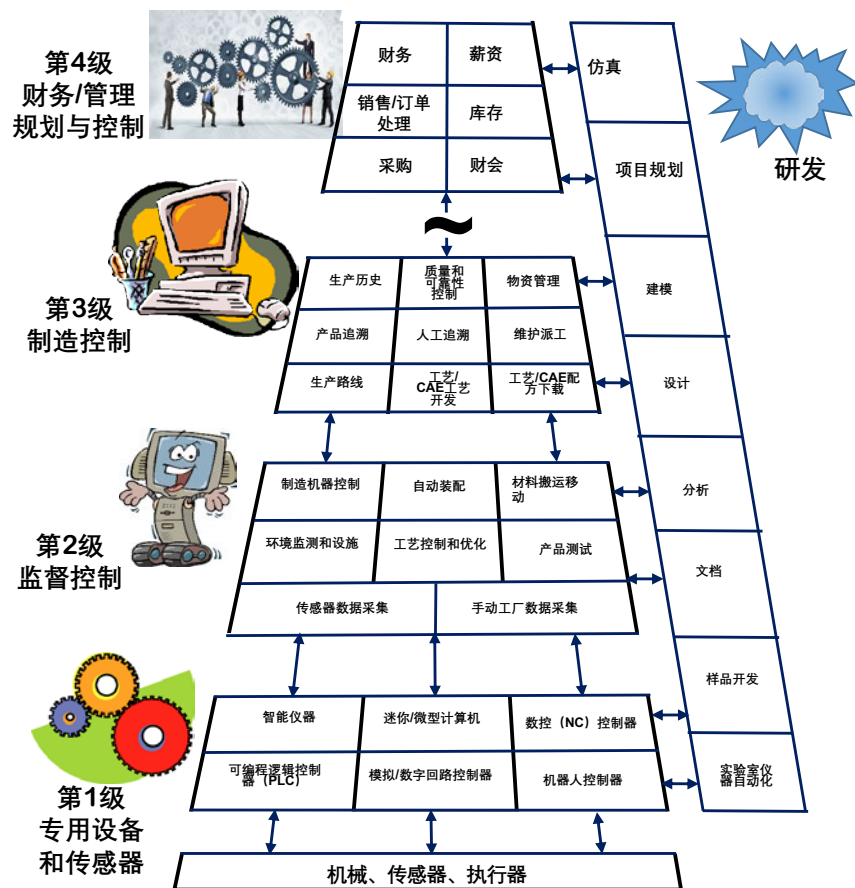 第4级
财务/管理
规划与控制
财务
薪资
销售/订单
处理
库存
采购
财会
仿真
项目规划
研发
第3级
制造控制
生产历史
质量和
可靠性
控制
物资管理
产品追溯
人工追溯
维护派工
生产路线
工艺/
CAE工艺
开发
工艺/CAE配
方下载
建模
设计
第2级
监督控制
制造机器控制
自动装配
材料搬运移
动
环境监测和设施
工艺控制和优化
产品测试
传感器数据采集
手动工厂数据采集
分析
文档
第1级
专用设备
和传感器
智能仪器
迷你/微型计算机
数控（NC）控制器
可编程逻辑控制
器（PLC）
模拟/数字回路控制器
机器人控制器
样品开发
实验室仪
器自动化
机械、传感器、执行器